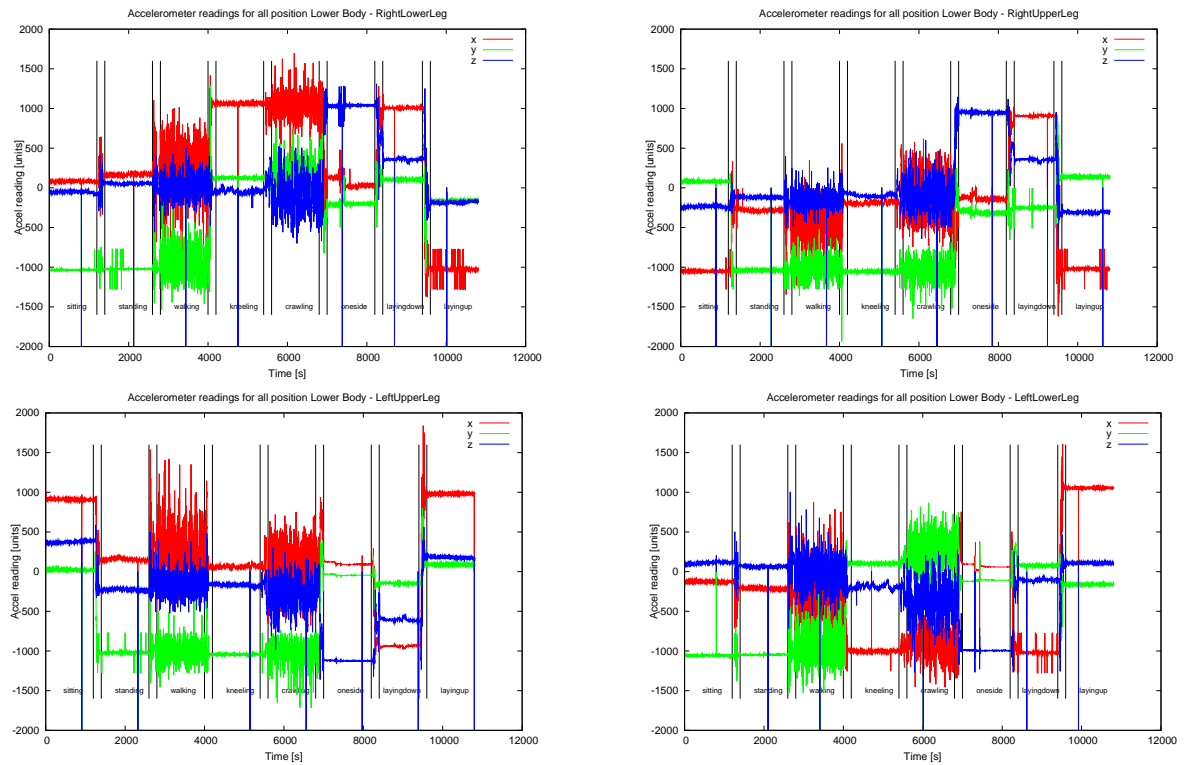 Accelerometer readings for all position Lower Body - RightLowerLeg
2000
1500
1000
500
0
-500
-1000
-1500
-2000
Accel reading [units]
x
y
z
sitting standing walking kneeling crawling oneside layingdown layingup
0 2000 4000 6000 8000 10000 12000
Time [s]
Accelerometer readings for all position Lower Body - RightUpperLeg
2000
1500
1000
500
0
-500
-1000
-1500
-2000
Accel reading [units]
x
y
z
sitting standing walking kneeling crawling oneside layingdown layingup
0 2000 4000 6000 8000 10000 12000
Time [s]
Accelerometer readings for all position Lower Body - LeftUpperLeg
2000
1500
1000
500
0
-500
-1000
-1500
-2000
Accel reading [units]
x
y
z
sitting standing walking kneeling crawling oneside layingdown layingup
0 2000 4000 6000 8000 10000 12000
Time [s]
Accelerometer readings for all position Lower Body - LeftLowerLeg
2000
1500
1000
500
0
-500
-1000
-1500
-2000
Accel reading [units]
x
y
z
sitting standing walking kneeling crawling oneside layingdown layingup
0 2000 4000 6000 8000 10000 12000
Time [s]